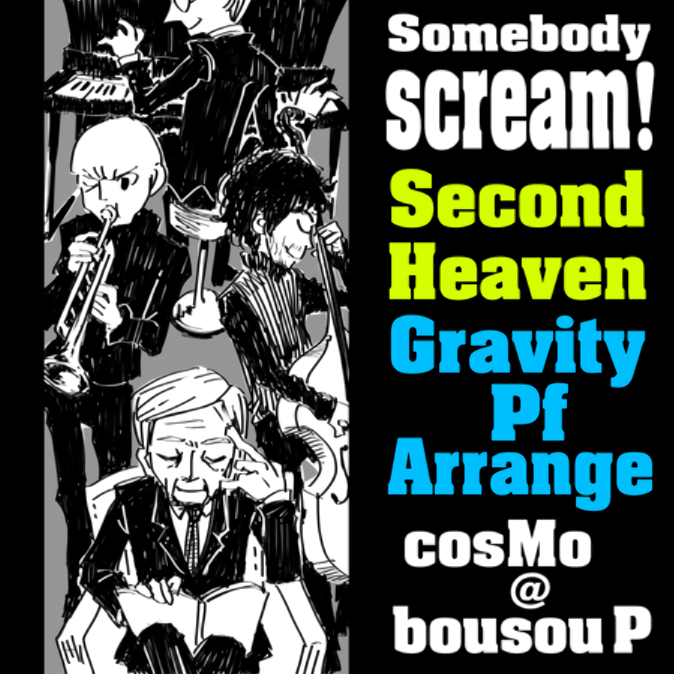 Somebody
scream!
Second
Heaven
Gravity
Pf
Arrange
cosMo
@
bousou P